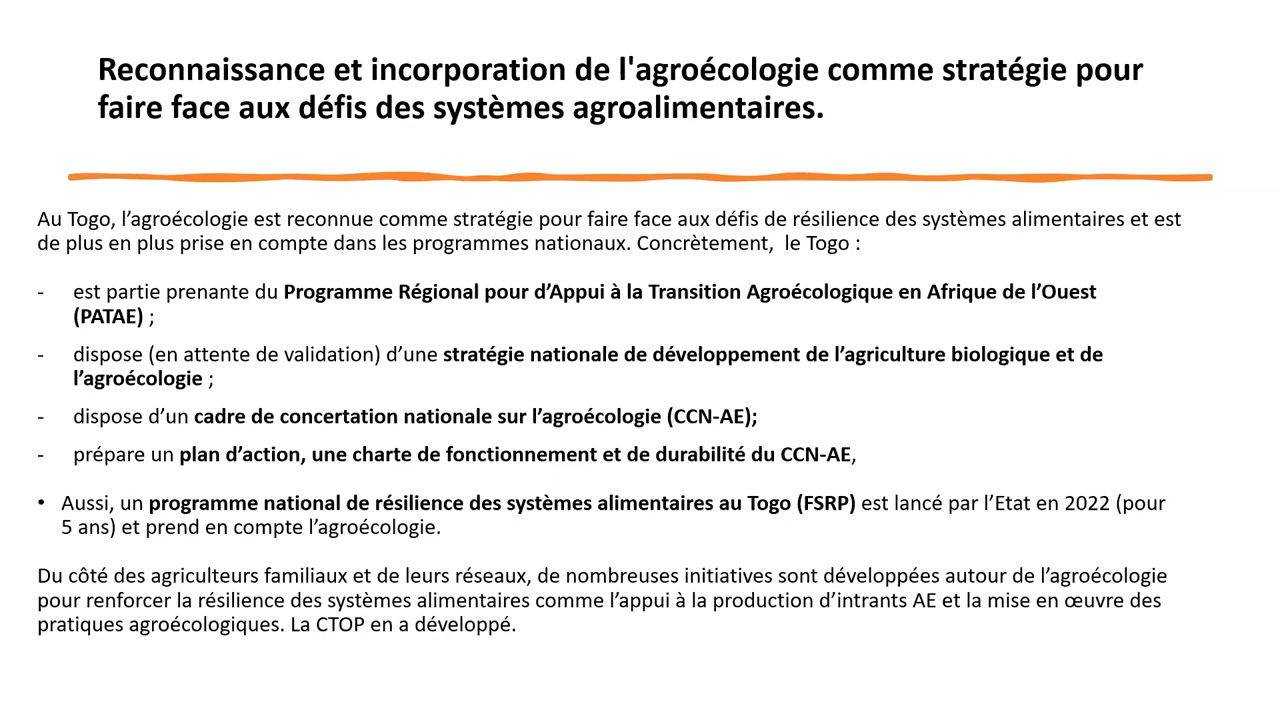 Reconnaissance et incorporation de l'agroécologie comme stratégie pour
faire face aux défis des systèmes agroalimentaires.
Au Togo, l’agroécologie est reconnue comme stratégie pour faire face aux défis de résilience des systèmes alimentaires et est
de plus en plus prise en compte dans les programmes nationaux. Concrètement,  le Togo :
- est partie prenante du Programme Régional pour d’Appui à la Transition Agroécologique en Afrique de l’Ouest
(PATAE) ;
- dispose (en attente de validation) d’une stratégie nationale de développement de l’agriculture biologique et de
l’agroécologie ;
- dispose d’un cadre de concertation nationale sur l’agroécologie (CCN-AE);
- prépare un plan d’action, une charte de fonctionnement et de durabilité du CCN-AE,
• Aussi, un programme national de résilience des systèmes alimentaires au Togo (FSRP) est lancé par l’Etat en 2022 (pour
5 ans) et prend en compte l’agroécologie.
Du côté des agriculteurs familiaux et de leurs réseaux, de nombreuses initiatives sont développées autour de l’agroécologie
pour renforcer la résilience des systèmes alimentaires comme l’appui à la production d’intrants AE et la mise en œuvre des
pratiques agroécologiques. La CTOP en a développé.